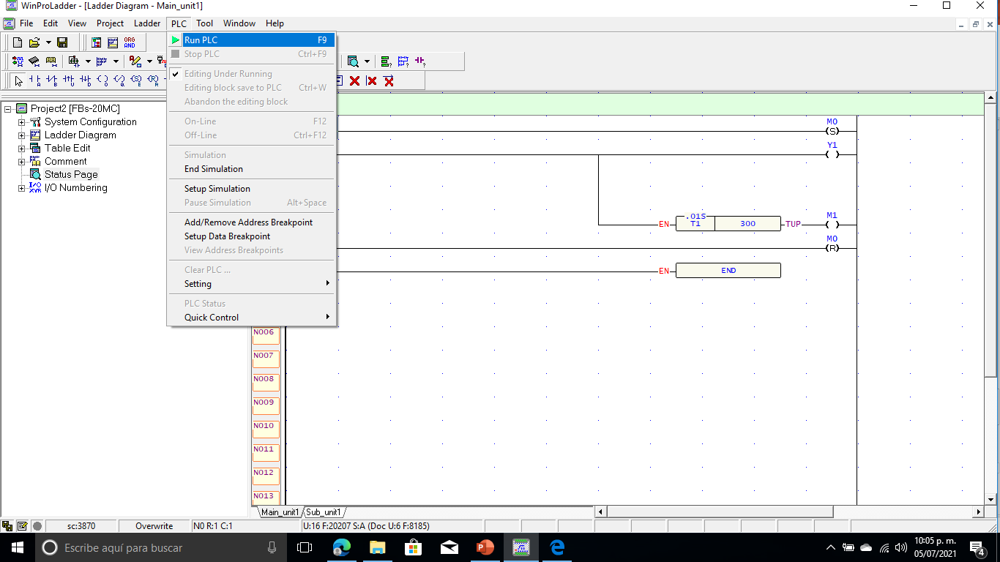 WinProLadder - [Ladder Diagram - Main_unit1]
File Edit View Project Ladder PLC Tool Window Help
ORG
AND
A B U D O Q S R
Run PLC F9
Stop PLC Ctrl+F9
Editing Under Running
Editing block save to PLC Ctrl+W
Abandon the editing block
On-Line F12
Off-Line Ctrl+F12
Simulation
End Simulation
Setup Simulation
Pause Simulation Alt+Space
Add/Remove Address Breakpoint
Setup Data Breakpoint
View Address Breakpoints
Clear PLC ...
Setting
PLC Status
Quick Control
Project2 [FBs-20MC]
System Configuration
Ladder Diagram
Table Edit
Comment
Status Page
I/O Numbering
M0
(S)
Y1
( )
EN .01S T1 300 TUP M1
( )
M0
(R)
EN END
N006
N007
N008
N009
N010
N011
N012
N013
Main_unit1 Sub_unit1
sc:3870 Overwrite N0 R:1 C:1 U:16 F:20207 S:A (Doc U:6 F:8185)
Escribe aquí para buscar
10:05 p. m.
05/07/2021
4